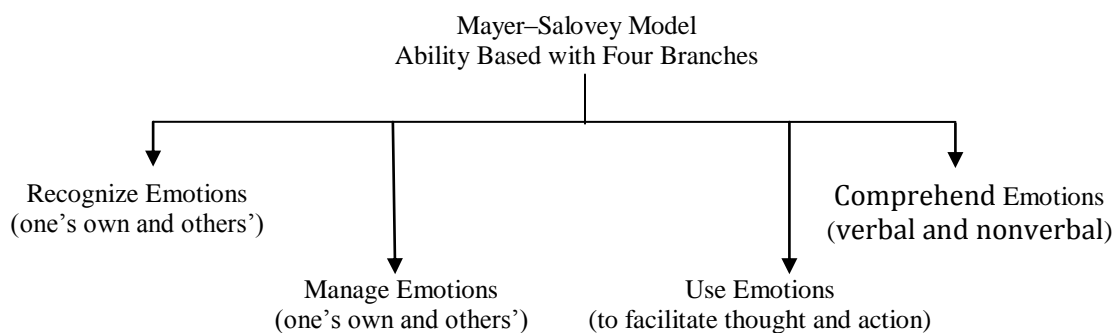 Mayer–Salovey Model
Ability Based with Four Branches
Recognize Emotions
(one’s own and others’)
Comprehend Emotions
(verbal and nonverbal)
Manage Emotions
(one’s own and others’)
Use Emotions
(to facilitate thought and action)